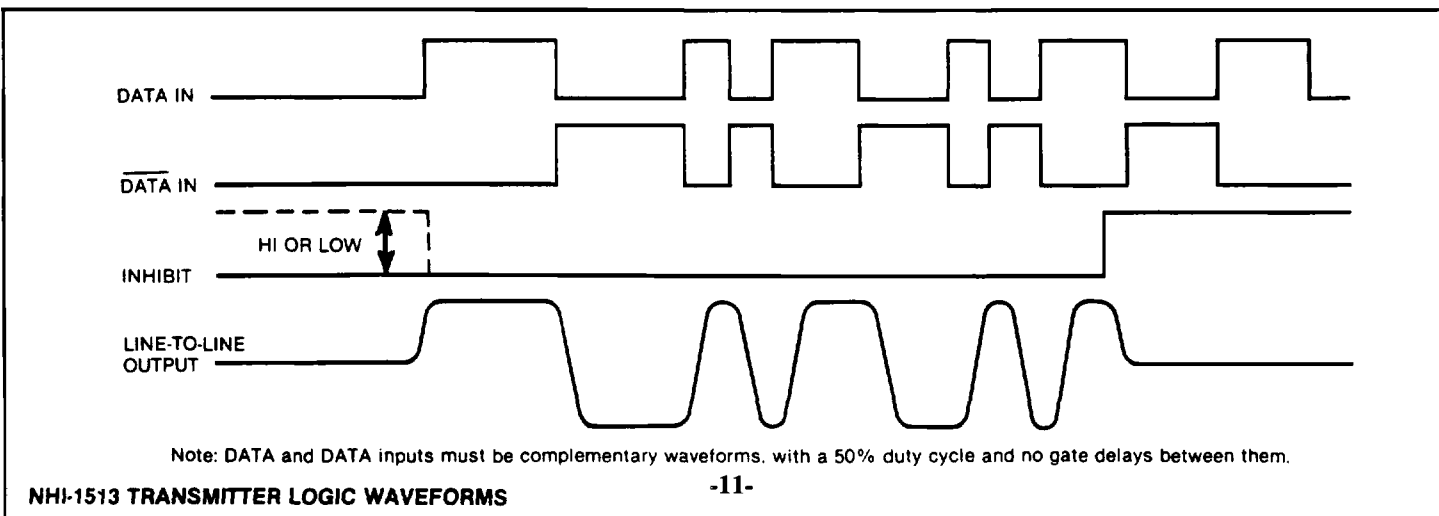 DATA IN
DATA IN
HI OR LOW
INHIBIT
LINE-TO-LINE
OUTPUT
Note: DATA and DATA inputs must be complementary waveforms. with a 50% duty cycle and no gate delays between them.
-11-
NHI-1513 TRANSMITTER LOGIC WAVEFORMS